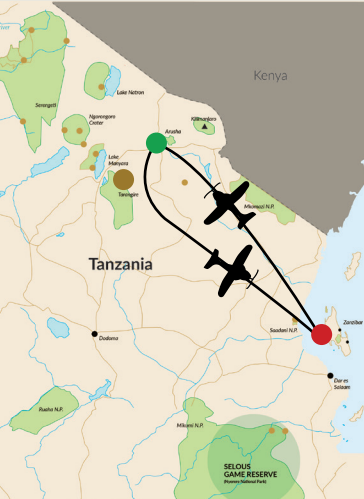 river
Kenya
Lake Natron
Serengeti
Ngorongoro
Crater
Kilimanjaro
Arusha
Lake
Manyara
Tarangire
Mkomazi N.P.
Tanzania
Zanzibar
Saadani N.P.
Dodoma
Dar es
Salaam
Ruaha N.P.
Mikumi N.P.
SELOUS
GAME RESERVE
(Nyerere National Park)